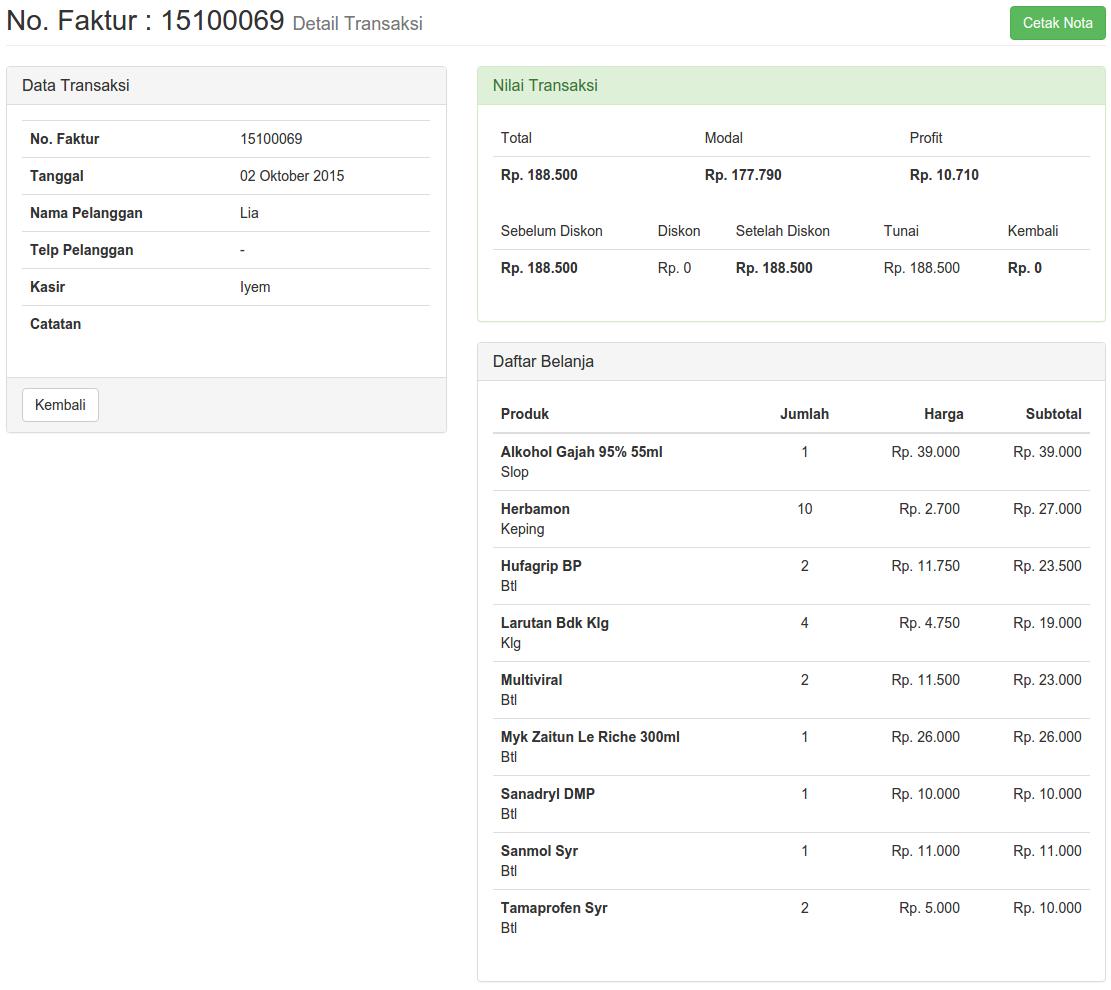 No. Faktur : 15100069 Detail Transaksi
Cetak Nota
Data Transaksi
No. Faktur 15100069
Tanggal 02 Oktober 2015
Nama Pelanggan Lia
Telp Pelanggan -
Kasir Iyem
Catatan
Kembali
Nilai Transaksi
Total Modal Profit
Rp. 188.500 Rp. 177.790 Rp. 10.710
Sebelum Diskon Diskon Setelah Diskon Tunai Kembali
Rp. 188.500 Rp. 0 Rp. 188.500 Rp. 188.500 Rp. 0
Daftar Belanja
Produk Jumlah Harga Subtotal
Alkohol Gajah 95% 55ml 1 Rp. 39.000 Rp. 39.000
Slop
Herbamon 10 Rp. 2.700 Rp. 27.000
Keping
Hufagrip BP 2 Rp. 11.750 Rp. 23.500
Btl
Larutan Bdk Klg 4 Rp. 4.750 Rp. 19.000
Klg
Multiviral 2 Rp. 11.500 Rp. 23.000
Btl
Myk Zaitun Le Riche 300ml 1 Rp. 26.000 Rp. 26.000
Btl
Sanadryl DMP 1 Rp. 10.000 Rp. 10.000
Btl
Sanmol Syr 1 Rp. 11.000 Rp. 11.000
Btl
Tamaprofen Syr 2 Rp. 5.000 Rp. 10.000
Btl